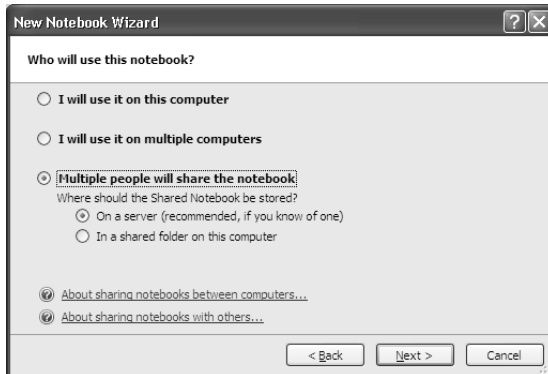 New Notebook Wizard
Who will use this notebook?
I will use it on this computer
I will use it on multiple computers
Multiple people will share the notebook
Where should the Shared Notebook be stored?
On a server (recommended, if you know of one)
In a shared folder on this computer
About sharing notebooks between computers...
About sharing notebooks with others...
< Back Next > Cancel